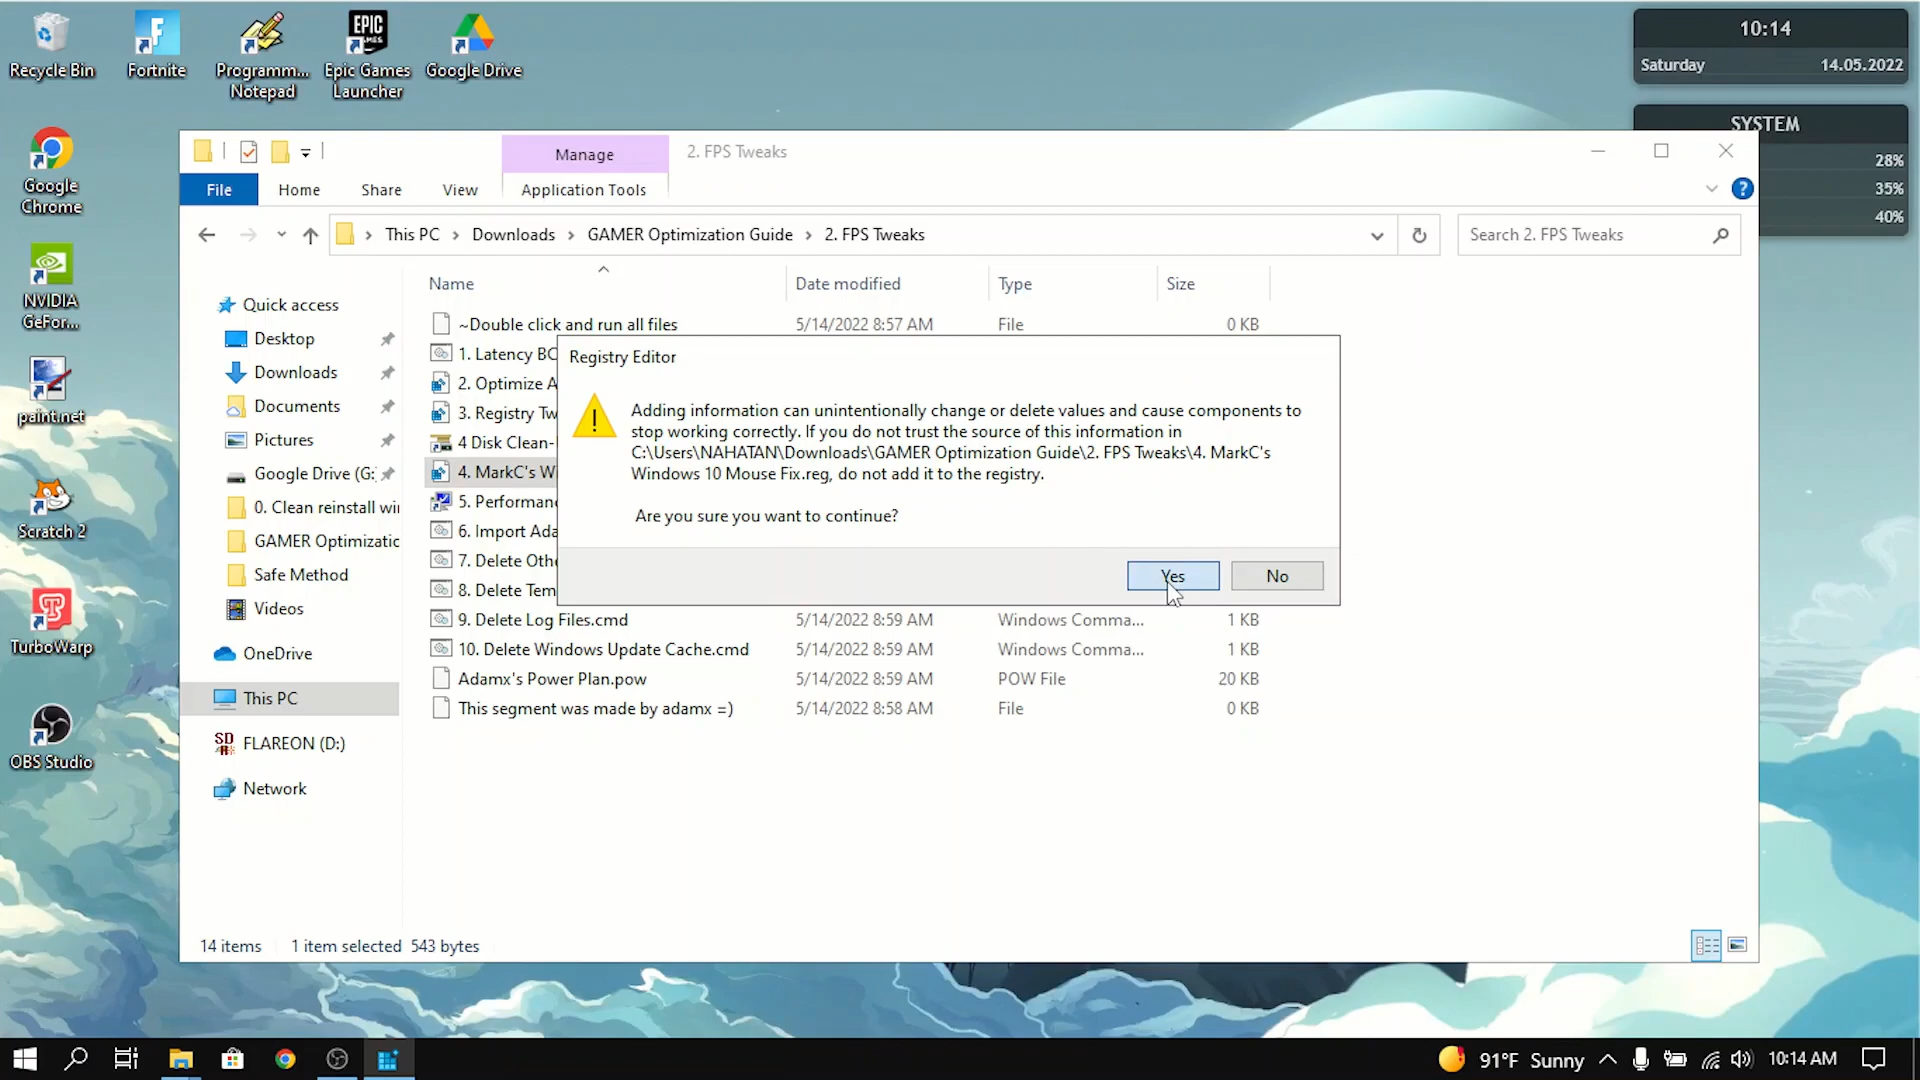 Recycle Bin
Fortnite
Programm...
Notepad
EPIC
GAMES
Epic Games
Launcher
Google Drive
Google
Chrome
NVIDIA
GeFor...
paint.net
Scratch 2
TurboWarp
OBS Studio
10:14
Saturday 14.05.2022
SYSTEM
28%
35%
40%
Manage
2. FPS Tweaks
File Home Share View Application Tools
This PC Downloads GAMER Optimization Guide 2. FPS Tweaks
Search 2. FPS Tweaks
Name Date modified Type Size
Quick access
Desktop
Downloads
Documents
Pictures
Google Drive (G:
0. Clean reinstall wi
GAMER Optimizatic
Safe Method
Videos
OneDrive
This PC
FLAREON (D:)
Network
~Double click and run all files 5/14/2022 8:57 AM File 0 KB
1. Latency BC
2. Optimize A
3. Registry Tw
4 Disk Clean-
4. MarkC's Wi
5. Performanc
6. Import Ada
7. Delete Othe
8. Delete Tem
9. Delete Log Files.cmd 5/14/2022 8:59 AM Windows Comma... 1 KB
10. Delete Windows Update Cache.cmd 5/14/2022 8:59 AM Windows Comma... 1 KB
Adamx's Power Plan.pow 5/14/2022 8:59 AM POW File 20 KB
This segment was made by adamx =) 5/14/2022 8:58 AM File 0 KB
Registry Editor
Adding information can unintentionally change or delete values and cause components to
stop working correctly. If you do not trust the source of this information in
C:\Users\NAHATAN\Downloads\GAMER Optimization Guide\2. FPS Tweaks\4. MarkC's
Windows 10 Mouse Fix.reg, do not add it to the registry.
Are you sure you want to continue?
Yes No
14 items 1 item selected 543 bytes
91°F Sunny
10:14 AM